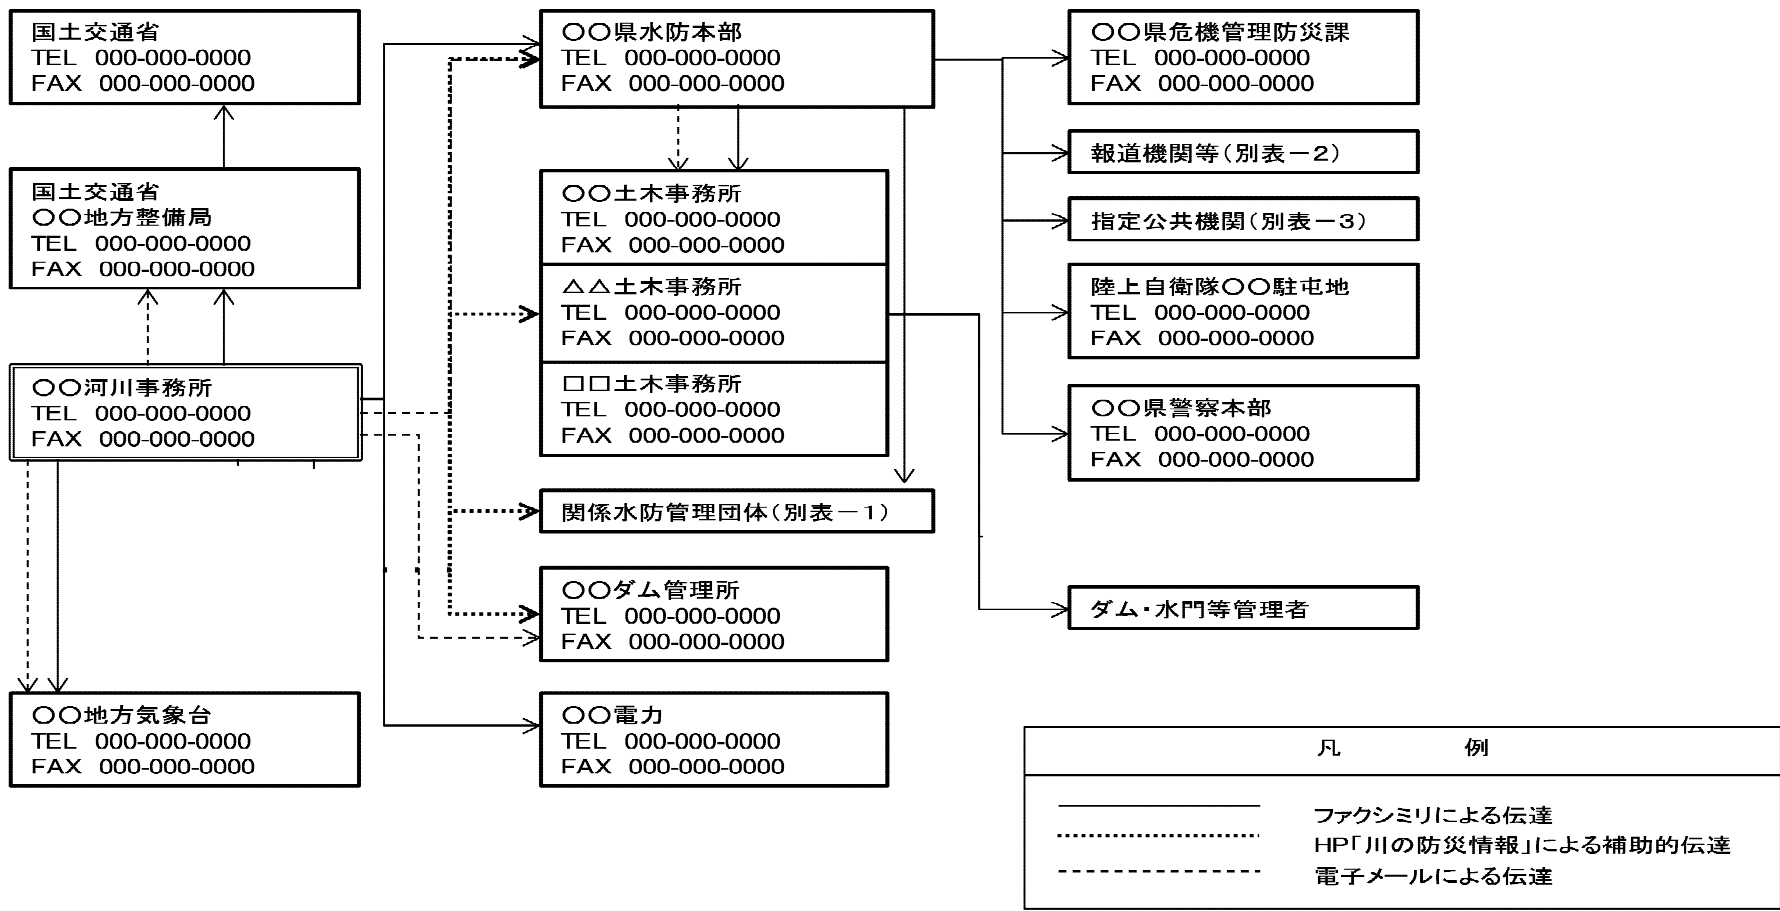 国土交通省
TEL 000-000-0000
FAX 000-000-0000
国土交通省
〇〇地方整備局
TEL 000-000-0000
FAX 000-000-0000
〇〇河川事務所
TEL 000-000-0000
FAX 000-000-0000
〇〇地方気象台
TEL 000-000-0000
FAX 000-000-0000
〇〇県水防本部
TEL 000-000-0000
FAX 000-000-0000
〇〇土木事務所
TEL 000-000-0000
FAX 000-000-0000
△△土木事務所
TEL 000-000-0000
FAX 000-000-0000
□□土木事務所
TEL 000-000-0000
FAX 000-000-0000
関係水防管理団体（別表－1）
〇〇ダム管理所
TEL 000-000-0000
FAX 000-000-0000
〇〇電力
TEL 000-000-0000
FAX 000-000-0000
〇〇県危機管理防災課
TEL 000-000-0000
FAX 000-000-0000
報道機関等（別表－2）
指定公共機関（別表－3）
陸上自衛隊〇〇駐屯地
TEL 000-000-0000
FAX 000-000-0000
〇〇県警察本部
TEL 000-000-0000
FAX 000-000-0000
ダム・水門等管理者
凡 例
ファクシミリによる伝達
HP「川の防災情報」による補助的伝達
電子メールによる伝達